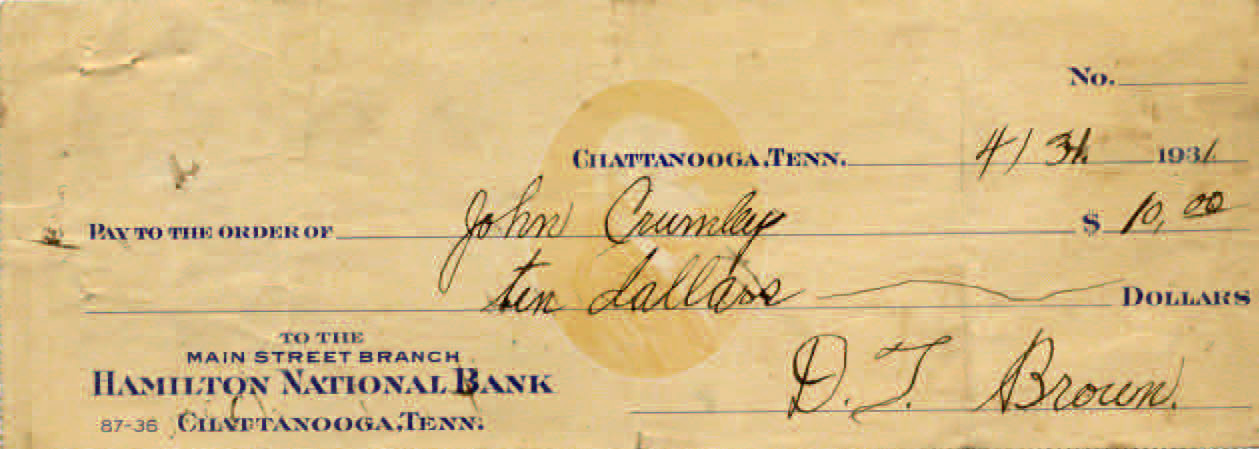 No.
CHATTANOOGA, TENN. 4/31. 1931.
PAY TO THE ORDER OF John Crumley $ 10,00
ten dallars DOLLARS
TO THE
MAIN STREET BRANCH
HAMILTON NATIONAL BANK
87-36 CHATTANOOGA, TENN.
D. T. Brown.